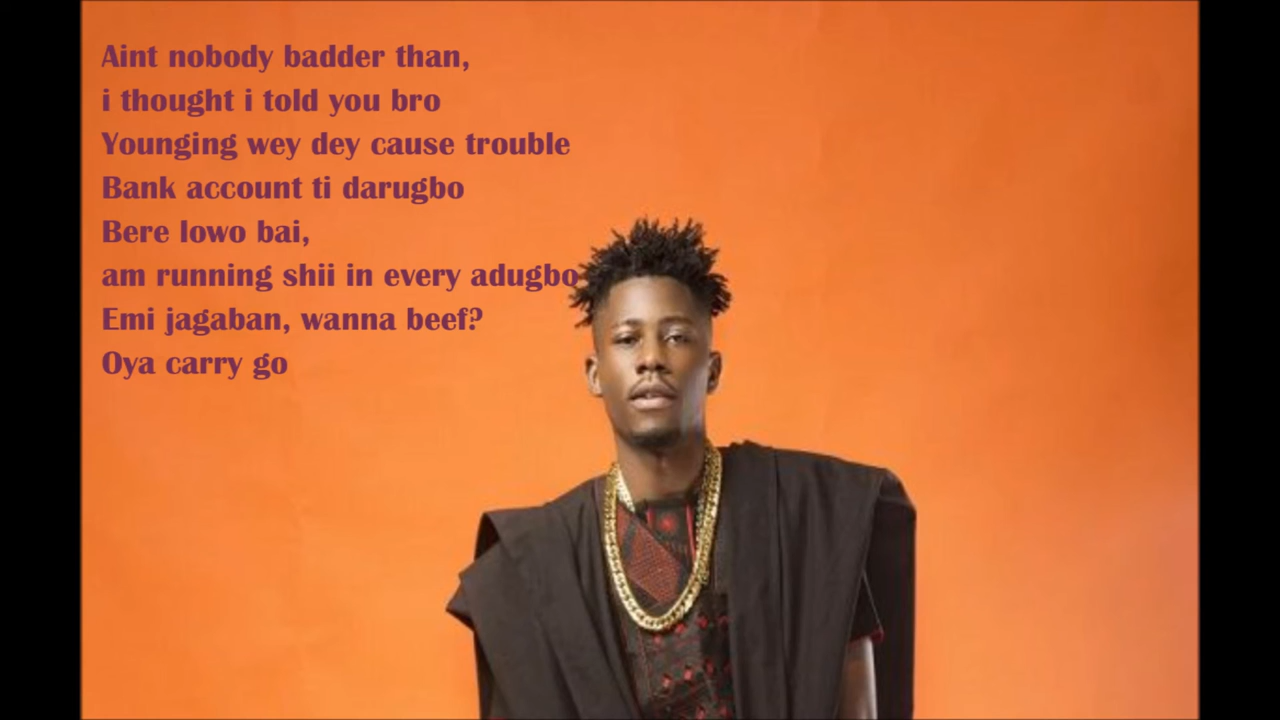 Aint nobody badder than,
i thought i told you bro
Younging wey dey cause trouble
Bank account ti darugbo
Bere lowo bai,
am running shii in every adugbo
Emi jagaban, wanna beef?
Oya carry go